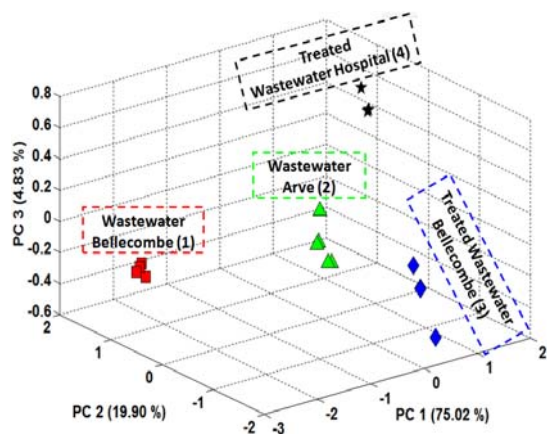 Treated
Wastewater Hospital (4)
0.8
0.6
0.4
0.2
0
-0.2
-0.4
-0.6
PC 3 (4.83 %)
Wastewater
Arve (2)
Wastewater
Bellecombe (1)
Treated Wastewater
Bellecombe (3)
2
1
0
-1
-2
PC 2 (19.90 %)
-3
-2
-1
0
1
2
PC 1 (75.02 %)